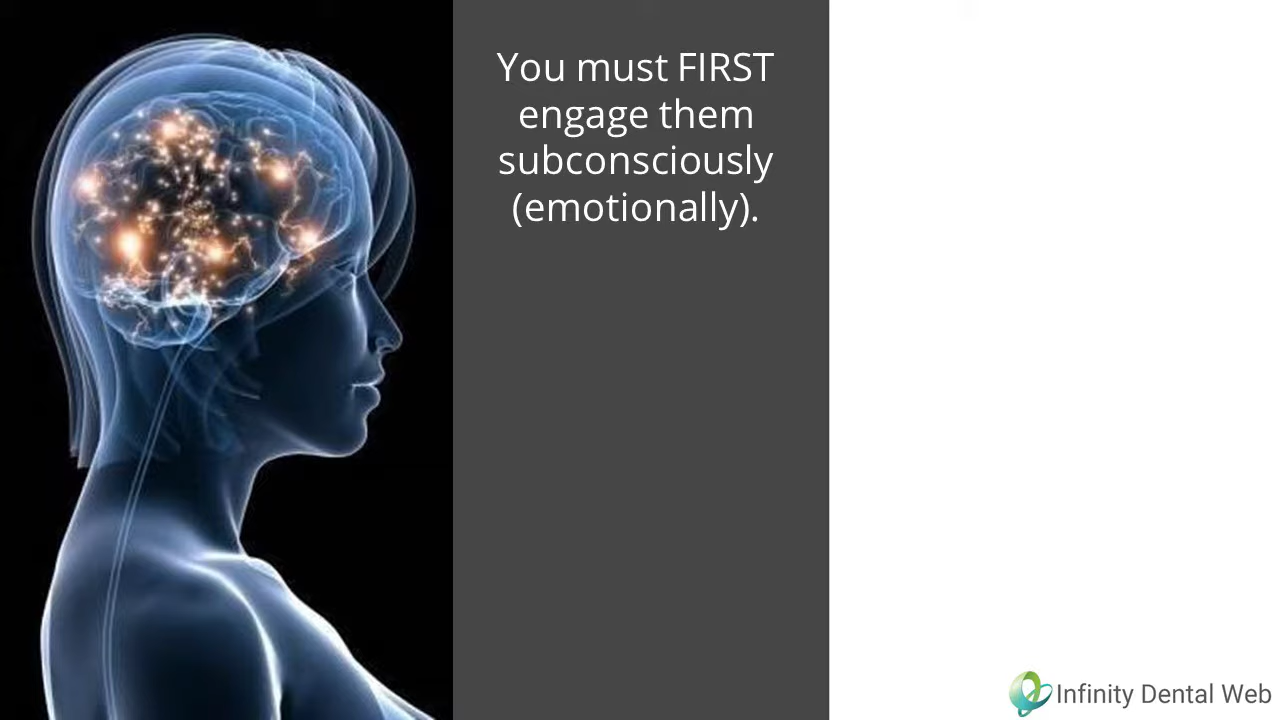 You must FIRST
engage them
subconsciously
(emotionally).
Infinity Dental Web